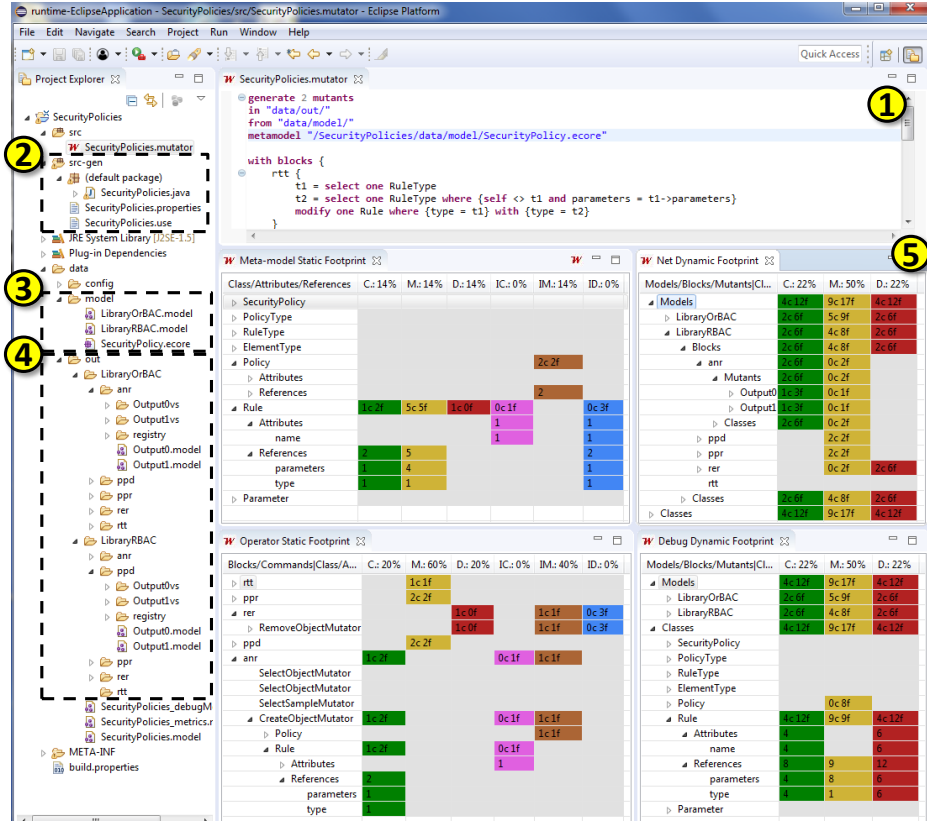 runtime-EclipseApplication - SecurityPolicies/src/SecurityPolicies.mutator - Eclipse Platform
File Edit Navigate Search Project Run Window Help
Quick Access
Project Explorer
SecurityPolicies
src
SecurityPolicies.mutator
2
src-gen
(default package)
SecurityPolicies.java
SecurityPolicies.properties
SecurityPolicies.use
JRE System Library [J2SE-1.5]
Plug-in Dependencies
data
config
3
model
LibraryOrBAC.model
LibraryRBAC.model
SecurityPolicy.ecore
4
out
LibraryOrBAC
anr
Output0vs
Output1vs
registry
Output0.model
Output1.model
ppd
ppr
rer
rtt
LibraryRBAC
anr
ppd
Output0vs
Output1vs
registry
Output0.model
Output1.model
ppr
rer
rtt
SecurityPolicies_debugM
SecurityPolicies_metrics.r
SecurityPolicies.model
META-INF
build.properties
SecurityPolicies.mutator
1
generate 2 mutants
in "data/out/"
from "data/model/"
metamodel "/SecurityPolicies/data/model/SecurityPolicy.ecore"
with blocks {
rtt {
t1 = select one RuleType
t2 = select one RuleType where {self <> t1 and parameters = t1->parameters}
modify one Rule where {type = t1} with {type = t2}
}
Meta-model Static Footprint
Class/Attributes/References C.: 14% M.: 14% D.: 14% IC.: 0% IM.: 14% ID.: 0%
SecurityPolicy
PolicyType
RuleType
ElementType
Policy 2c 2f
Attributes
References 2
Rule 1c 2f 5c 5f 1c 0f 0c 1f 0c 3f
Attributes 1 1
name 1 1
References 2 5 2
parameters 1 4 1
type 1 1 1
Parameter
5
Net Dynamic Footprint
Models/Blocks/Mutants|Cl... C.: 22% M.: 50% D.: 22%
Models 4c 12f 9c 17f 4c 12f
LibraryOrBAC 2c 6f 5c 9f 2c 6f
LibraryRBAC 2c 6f 4c 8f 2c 6f
Blocks 2c 6f 4c 8f 2c 6f
anr 2c 6f 0c 2f
Mutants 2c 6f 0c 2f
Output0 1c 3f 0c 1f
Output1 1c 3f 0c 1f
Classes 2c 6f 0c 2f
ppd 2c 2f
ppr 2c 2f
rer 0c 2f 2c 6f
rtt
Classes 2c 6f 4c 8f 2c 6f
Classes 4c 12f 9c 17f 4c 12f
Operator Static Footprint
Blocks/Commands|Class/A... C.: 20% M.: 60% D.: 20% IC.: 0% IM.: 40% ID.: 0%
rtt 1c 1f
ppr 2c 2f
rer 1c 0f 1c 1f 0c 3f
RemoveObjectMutator 1c 0f 1c 1f 0c 3f
ppd 2c 2f
anr 1c 2f 0c 1f 1c 1f
SelectObjectMutator
SelectObjectMutator
SelectSampleMutator
CreateObjectMutator 1c 2f 0c 1f 1c 1f
Policy 1c 1f
Rule 1c 2f 0c 1f
Attributes 1
References 2
parameters 1
type 1
Debug Dynamic Footprint
Models/Blocks/Mutants|Cl... C.: 22% M.: 50% D.: 22%
Models 4c 12f 9c 17f 4c 12f
LibraryOrBAC 2c 6f 5c 9f 2c 6f
LibraryRBAC 2c 6f 4c 8f 2c 6f
Classes 4c 12f 9c 17f 4c 12f
SecurityPolicy
PolicyType
RuleType
ElementType
Policy 0c 8f
Rule 4c 12f 9c 9f 4c 12f
Attributes 4 6
name 4 6
References 8 9 12
parameters 4 8 6
type 4 1 6
Parameter